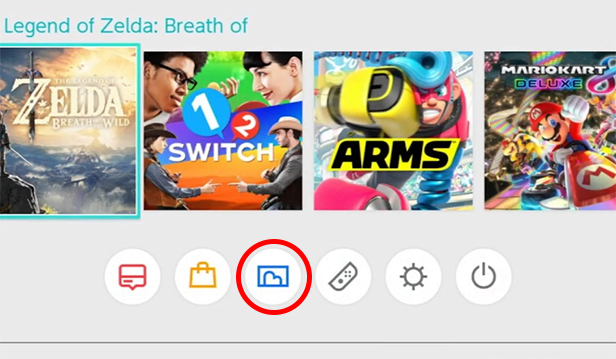 Legend of Zelda: Breath of
THE LEGEND OF
ZELDA
BREATH OF THE WILD
1
2
SWITCH
ARMS
MARIOKART
8
DELUXE